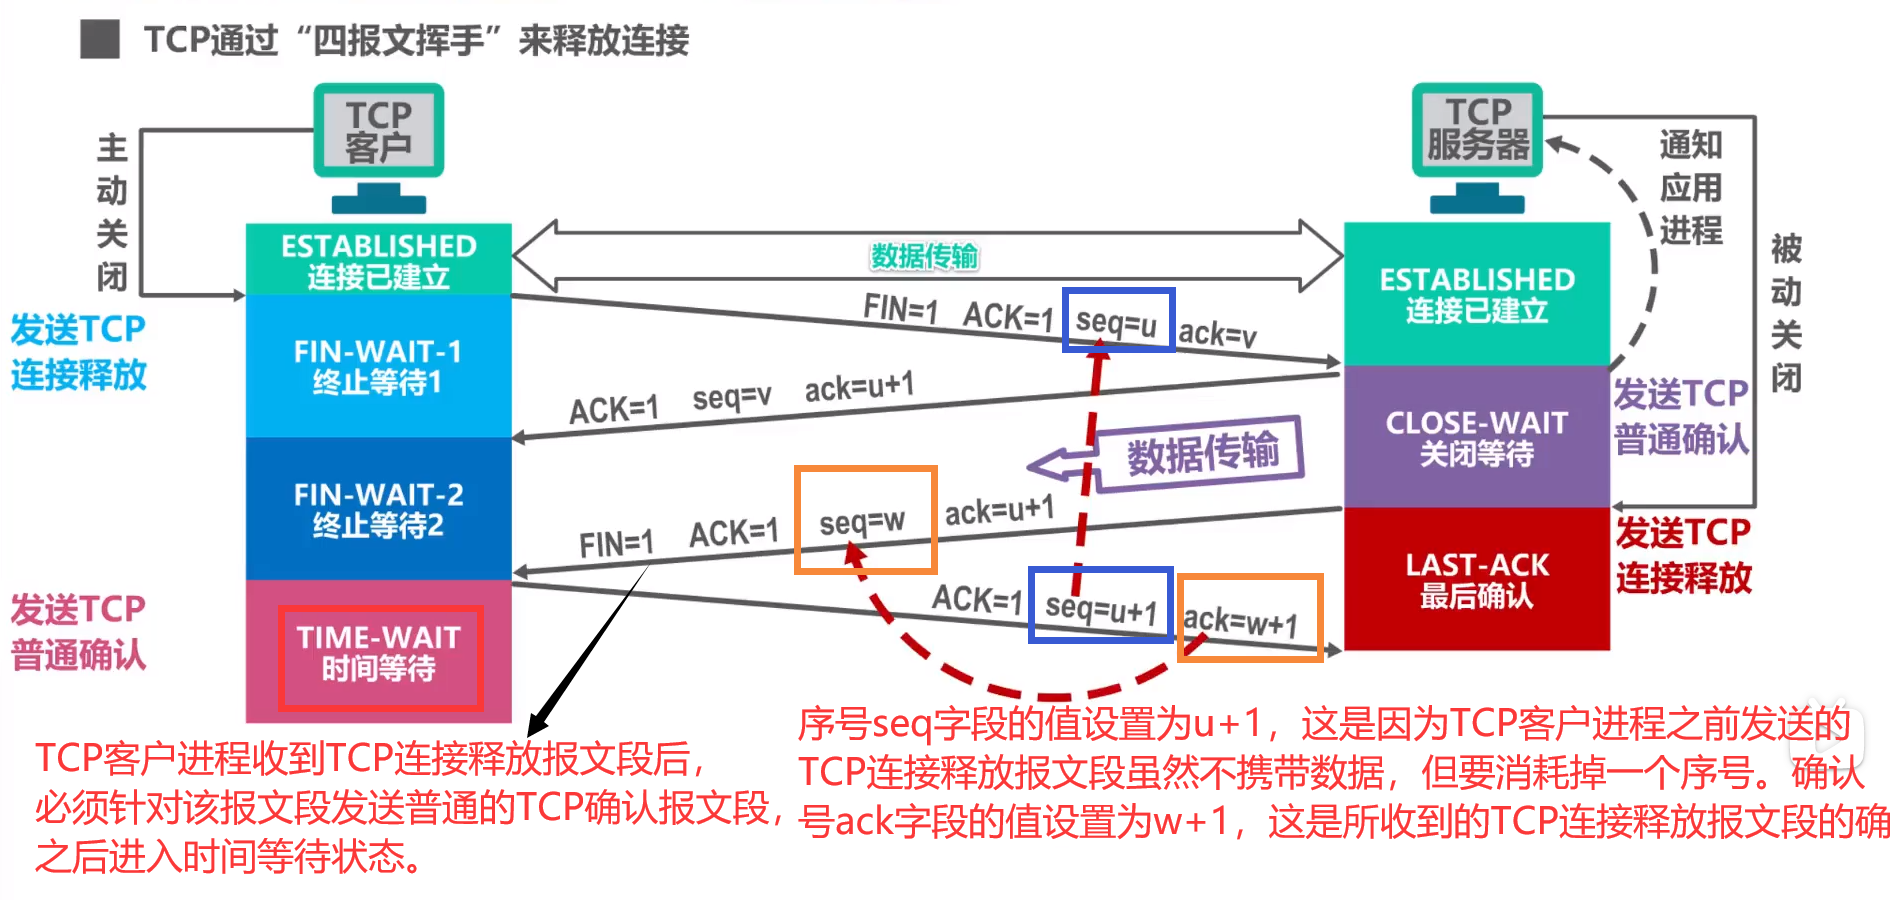 TCP通过“四报文挥手”来释放连接
TCP
客户
TCP
服务器
主动关闭
通知
应用
进程
被动关闭
ESTABLISHED
连接已建立
数据传输
ESTABLISHED
连接已建立
发送TCP
连接释放
FIN=1 ACK=1 seq=u ack=v
FIN-WAIT-1
终止等待1
ACK=1 seq=v ack=u+1
发送TCP
普通确认
CLOSE-WAIT
关闭等待
数据传输
FIN-WAIT-2
终止等待2
FIN=1 ACK=1 seq=w ack=u+1
发送TCP
连接释放
LAST-ACK
最后确认
发送TCP
普通确认
ACK=1 seq=u+1 ack=w+1
TIME-WAIT
时间等待
TCP客户进程收到TCP连接释放报文段后，
必须针对该报文段发送普通的TCP确认报文段，
之后进入时间等待状态。
序号seq字段的值设置为u+1，这是因为TCP客户进程之前发送的
TCP连接释放报文段虽然不携带数据，但要消耗掉一个序号。确认
号ack字段的值设置为w+1，这是所收到的TCP连接释放报文段的确